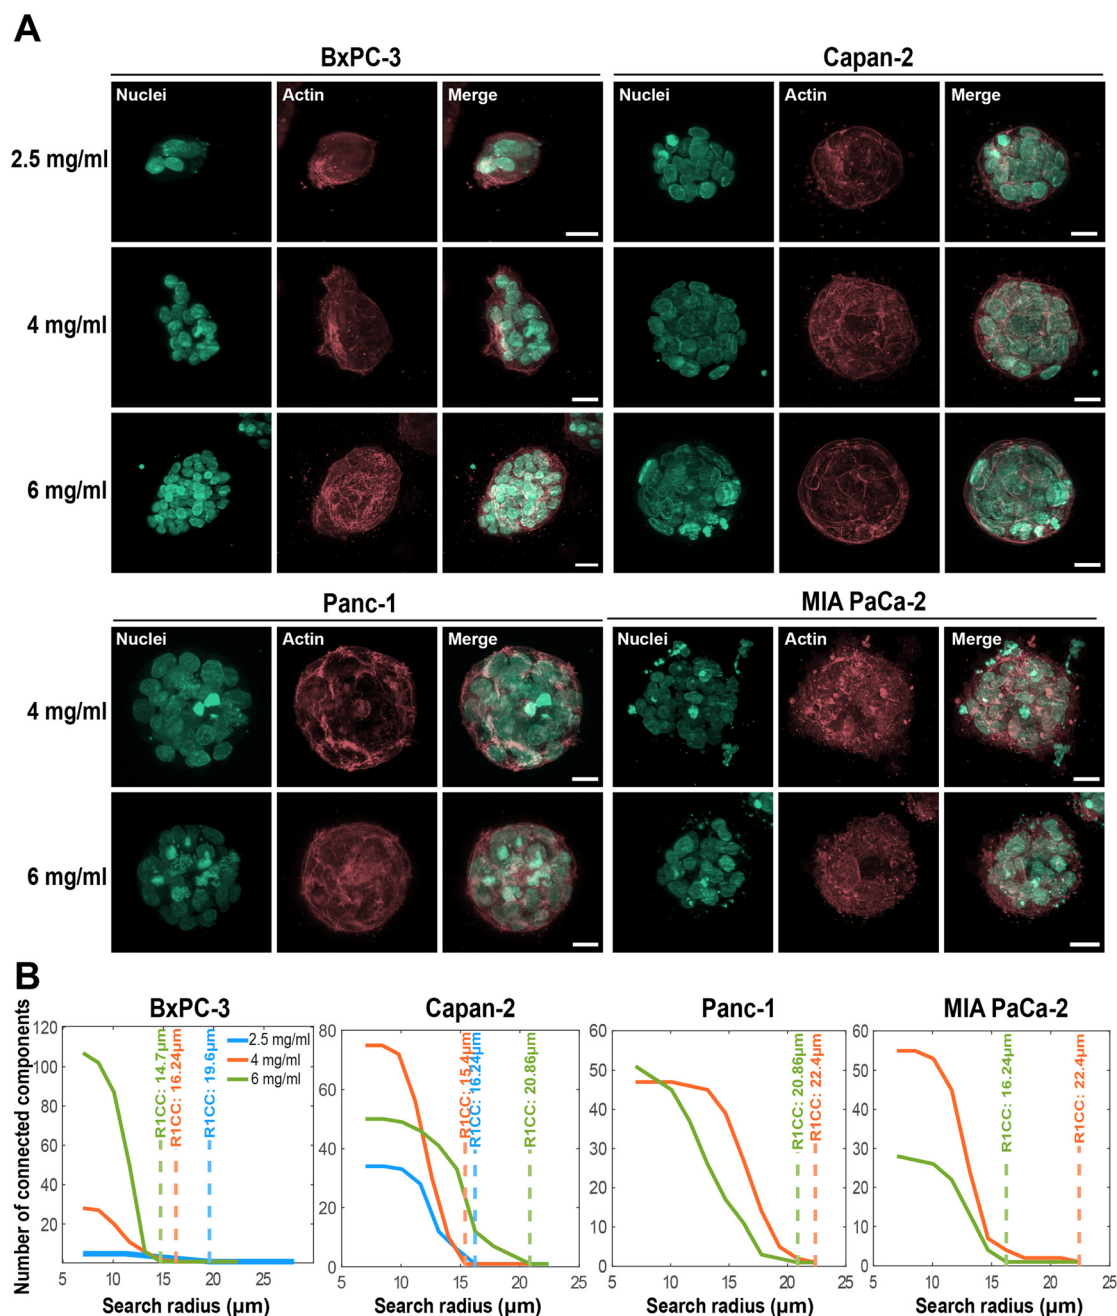 A
BxPC-3
Capan-2
Nuclei
Actin
Merge
Nuclei
Actin
Merge
2.5 mg/ml
4 mg/ml
6 mg/ml
Panc-1
MIA PaCa-2
Nuclei
Actin
Merge
Nuclei
Actin
Merge
4 mg/ml
6 mg/ml
B
BxPC-3
Capan-2
Panc-1
MIA PaCa-2
Number of connected components
120
100
80
60
40
20
R1CC: 14.7µm
R1CC: 16.24µm
R1CC: 19.6µm
2.5 mg/ml
4 mg/ml
6 mg/ml
5
10
15
20
25
Search radius (µm)
80
60
40
20
0
R1CC: 15.4µm
R1CC: 16.24µm
R1CC: 20.86µm
5
10
15
20
25
Search radius (µm)
60
50
40
30
20
10
0
R1CC: 20.86µm
R1CC: 22.4µm
5
10
15
20
25
Search radius (µm)
60
50
40
30
20
10
0
R1CC: 16.24µm
R1CC: 22.4µm
5
10
15
20
25
Search radius (µm)